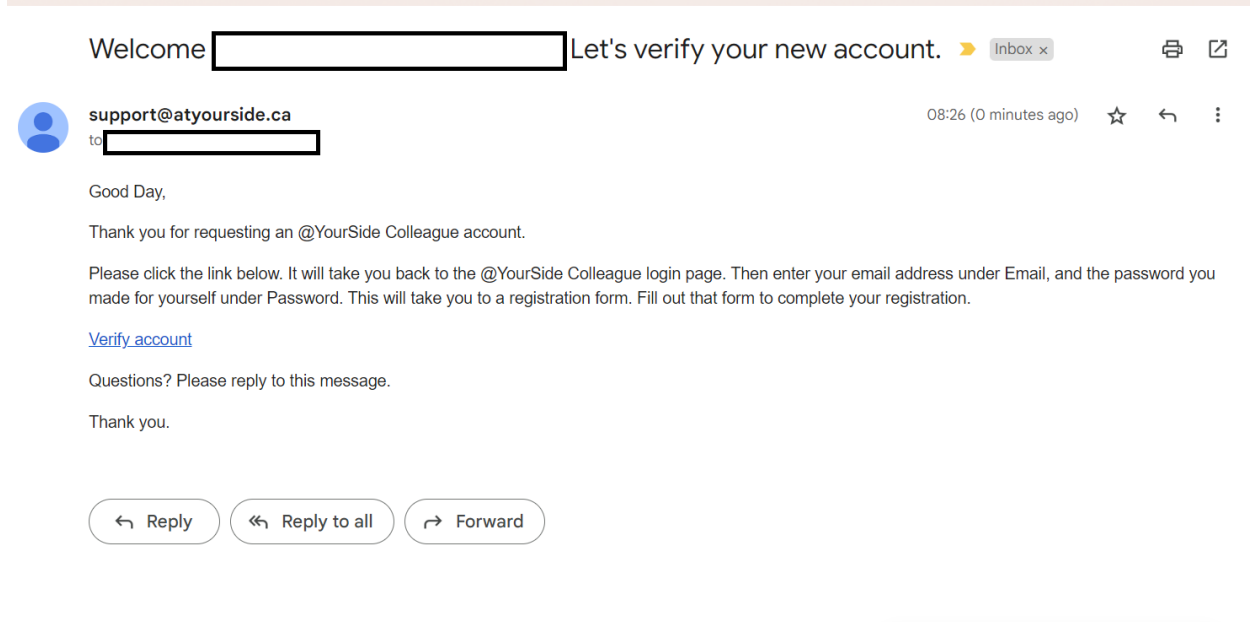 Welcome Let's verify your new account. Inbox ×
support@atyourside.ca 08:26 (0 minutes ago)
to
Good Day,
Thank you for requesting an @YourSide Colleague account.
Please click the link below. It will take you back to the @YourSide Colleague login page. Then enter your email address under Email, and the password you
made for yourself under Password. This will take you to a registration form. Fill out that form to complete your registration.
Verify account
Questions? Please reply to this message.
Thank you.
Reply Reply to all Forward